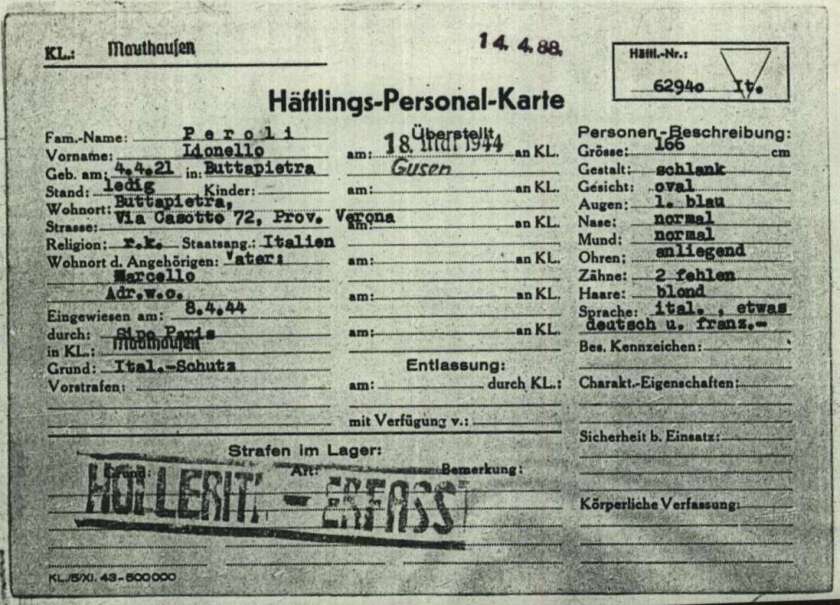 KL.: Mauthausen
14. 4. 88.
Häftl.-Nr.:
62940 It.
Häftlings-Personal-Karte
Fam.-Name: Peroli
Vorname: Lionello
Geb. am: 4.4.21 in: Buttapietra
Stand: ledig Kinder:
Wohnort: Buttapietra,
Strasse: Via Casotto 72, Prov. Verona
Religion: r.k. Staatsang.: Italien
Wohnort d. Angehörigen: Vater:
Marcello
Adr.w.o.
Eingewiesen am: 8.4.44
durch: Sipo Paris
in KL.: Mauthausen
Grund: Ital.-Schutz
Vorstrafen:
Überstellt
am: 18. Mai 1944 an KL.
Gusen
am: an KL.
am: an KL.
am: an KL.
am: an KL.
am: an KL.
Entlassung:
am: durch KL.:
mit Verfügung v.:
Personen-Beschreibung:
Grösse: 166 cm
Gestalt: schlank
Gesicht: oval
Augen: l. blau
Nase: normal
Mund: normal
Ohren: anliegend
Zähne: 2 fehlen
Haare: blond
Sprache: ital. , etwas
deutsch u. franz.-
Bes. Kennzeichen:
Charakt.-Eigenschaften:
Sicherheit b. Einsatz:
Körperliche Verfassung:
Strafen im Lager:
Art: Bemerkung:
HOLLERITH - ERFASST
KL./5/XI. 43-500000